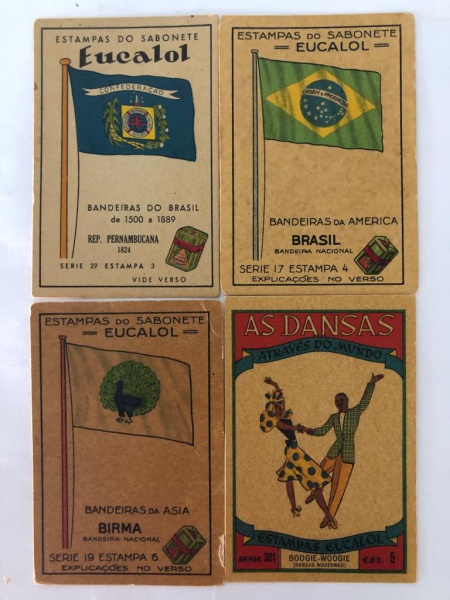 ESTAMPAS DO SABONETE
Eucalol
CONFEDERAÇÃO
BANDEIRAS DO BRASIL
de 1500 a 1889
REP. PERNAMBUCANA
1824
SERIE 29 ESTAMPA 3
VIDE VERSO
ESTAMPAS DO SABONETE
EUCALOL
ORDEM E PROGRESSO
BANDEIRAS DA AMERICA
BRASIL
BANDEIRA NACIONAL
SERIE 17 ESTAMPA 4
EXPLICAÇÕES NO VERSO
ESTAMPAS DO SABONETE
EUCALOL
BANDEIRAS DA ASIA
BIRMA
BANDEIRA NACIONAL
SERIE 19 ESTAMPA 6
EXPLICAÇÕES NO VERSO
AS DANSAS
ATRAVÉS DO MUNDO
ESTAMPAS EUCALOL
SERIE 301
BOOGIE-WOOGIE
(DANSAS MODERNAS)
EST. 5